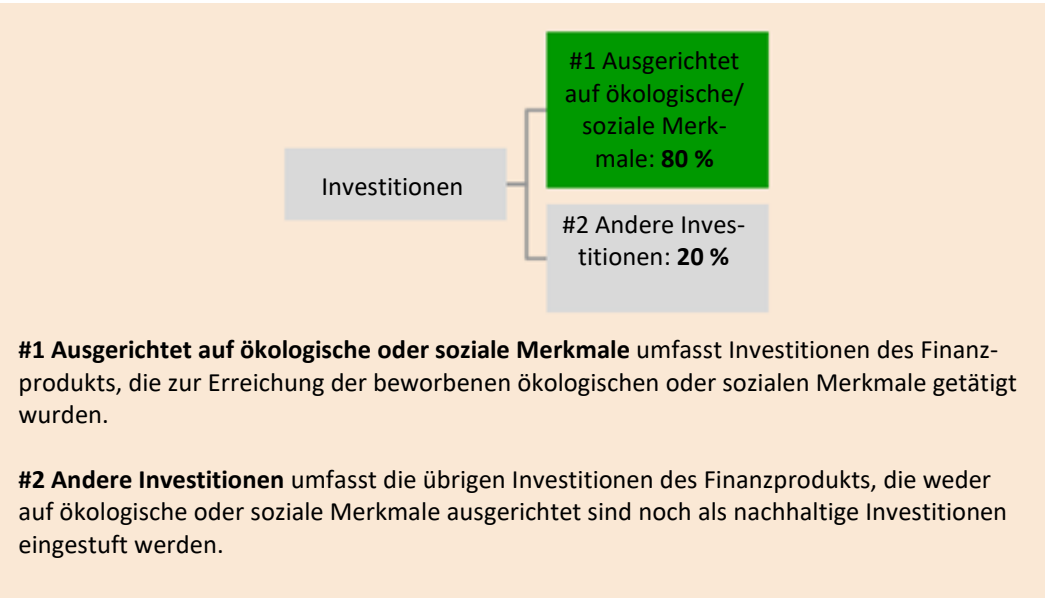 #1 Ausgerichtet
auf ökologische/
soziale Merk-
male: 80 %
Investitionen
#2 Andere Inves-
titionen: 20 %
#1 Ausgerichtet auf ökologische oder soziale Merkmale umfasst Investitionen des Finanz-
produkts, die zur Erreichung der beworbenen ökologischen oder sozialen Merkmale getätigt
wurden.
#2 Andere Investitionen umfasst die übrigen Investitionen des Finanzprodukts, die weder
auf ökologische oder soziale Merkmale ausgerichtet sind noch als nachhaltige Investitionen
eingestuft werden.